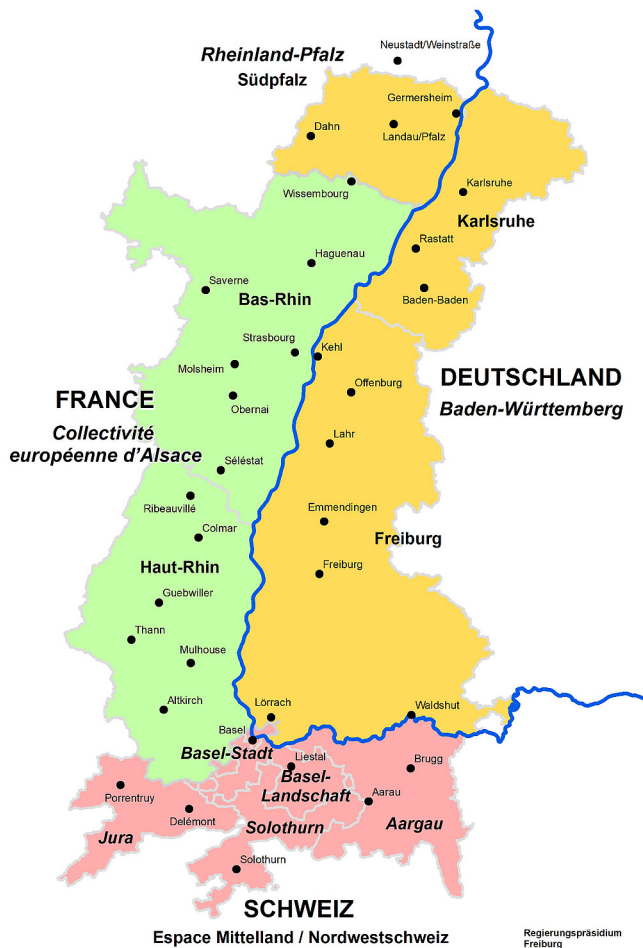 Neustadt/Weinstraße
Rheinland-Pfalz
Südpfalz
Germersheim
Dahn
Landau/Pfalz
Wissembourg
Karlsruhe
Karlsruhe
Rastatt
Haguenau
Saverne
Baden-Baden
Bas-Rhin
Strasbourg
Kehl
Molsheim
DEUTSCHLAND
Baden-Württemberg
Offenburg
FRANCE
Collectivité
européenne d'Alsace
Obernai
Lahr
Séléstat
Ribeauvillé
Emmendingen
Colmar
Freiburg
Haut-Rhin
Freiburg
Guebwiller
Thann
Mulhouse
Altkirch
Lörrach
Waldshut
Basel
Basel-Stadt
Liestal
Brugg
Basel-
Landschaft
Porrentruy
Aarau
Delémont
Jura
Solothurn
Aargau
Solothurn
SCHWEIZ
Espace Mittelland / Nordwestschweiz
Regierungspräsidium
Freiburg